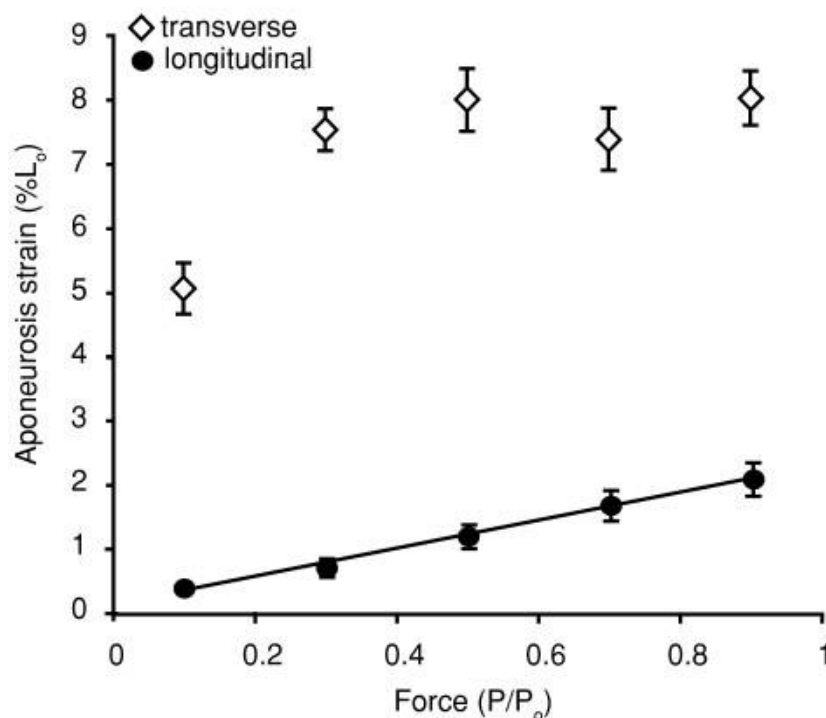 transverse
longitudinal
9
8
7
6
5
4
3
2
1
0
Aponeurosis strain (%Lₒ)
0 0.2 0.4 0.6 0.8 1
Force (P/Pₒ)